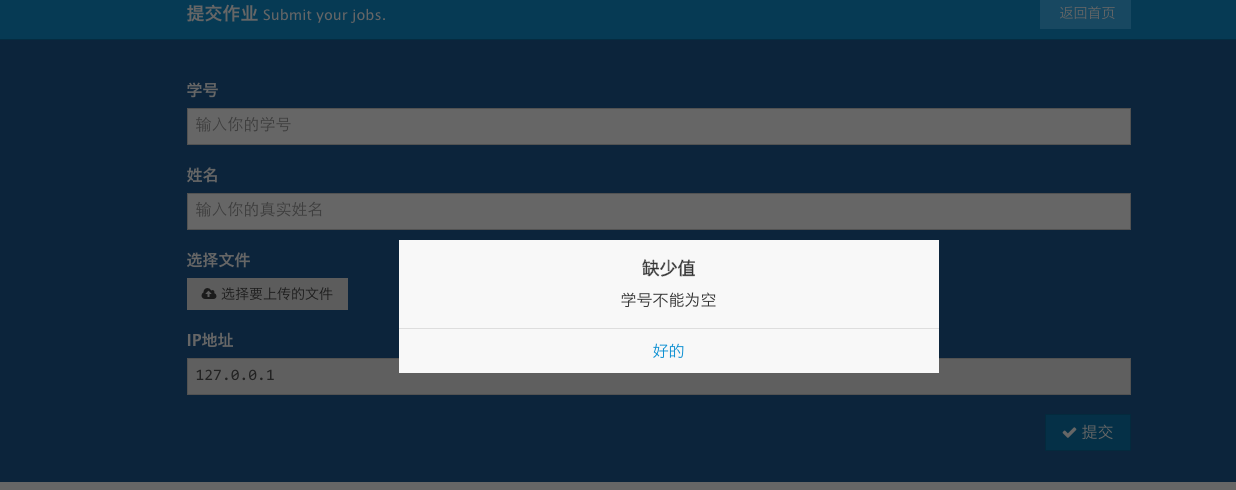 提交作业 Submit your jobs.
返回首页
学号
输入你的学号
姓名
输入你的真实姓名
选择文件
选择要上传的文件
缺少值
学号不能为空
好的
IP地址
127.0.0.1
提交